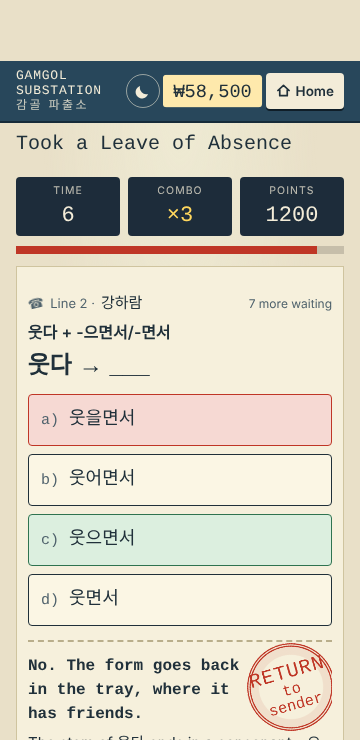 GAMGOL
SUBSTATION
감골 파출소
₩58,500
Home
Took a Leave of Absence
TIME
6
COMBO
×3
POINTS
1200
☎ Line 2 · 강하람
7 more waiting
웃다 + -으면서/-면서
웃다 → ___
a) 웃을면서
b) 웃어면서
c) 웃으면서
d) 웃면서
No. The form goes back
in the tray, where it
has friends.
RETURN
to
sender